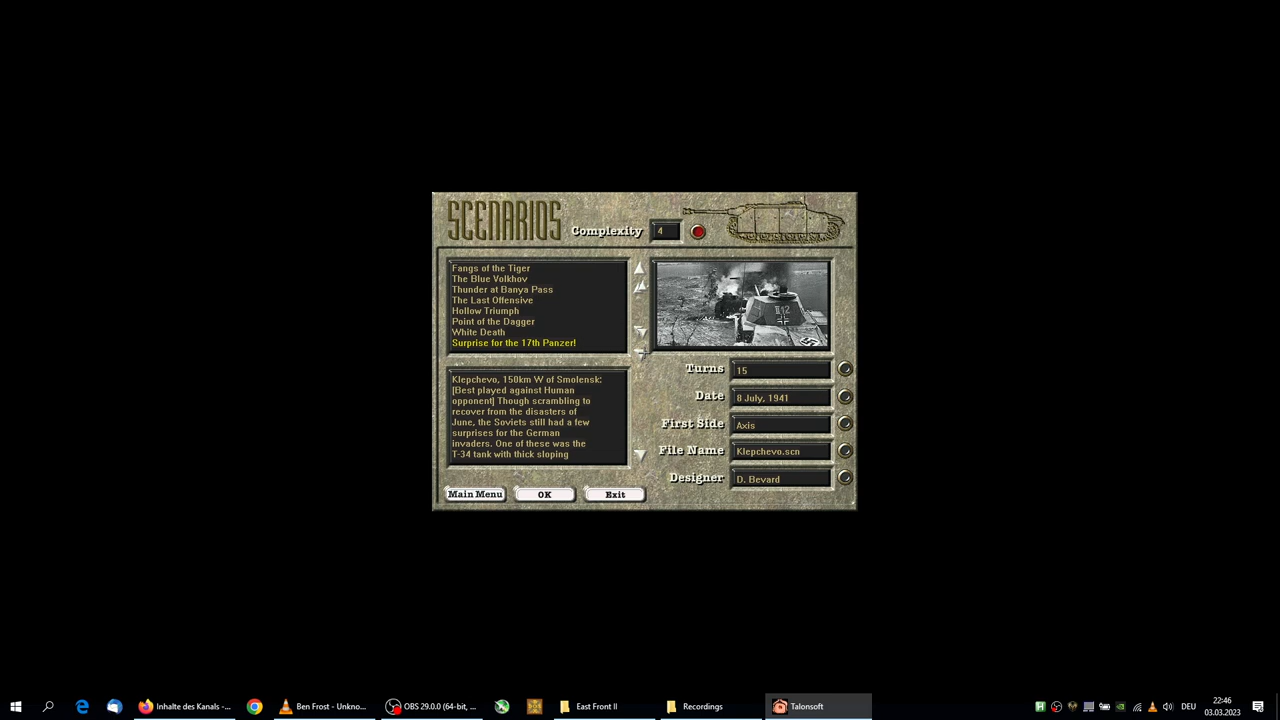 SCENARIOS
Complexity 4
Fangs of the Tiger
The Blue Volkhov
Thunder at Banya Pass
The Last Offensive
Hollow Triumph
Point of the Dagger
White Death
Surprise for the 17th Panzer!
Klepchevo, 150km W of Smolensk:
[Best played against Human
opponent] Though scrambling to
recover from the disasters of
June, the Soviets still had a few
surprises for the German
invaders. One of these was the
T-34 tank with thick sloping
Turns 15
Date 8 July, 1941
First Side Axis
File Name Klepchevo.scn
Designer D. Bevard
Main Menu OK Exit
Inhalte des Kanals -... Ben Frost - Unkno... OBS 29.0.0 (64-bit, ... East Front II Recordings Talonsoft DEU
22:46
03.03.2023